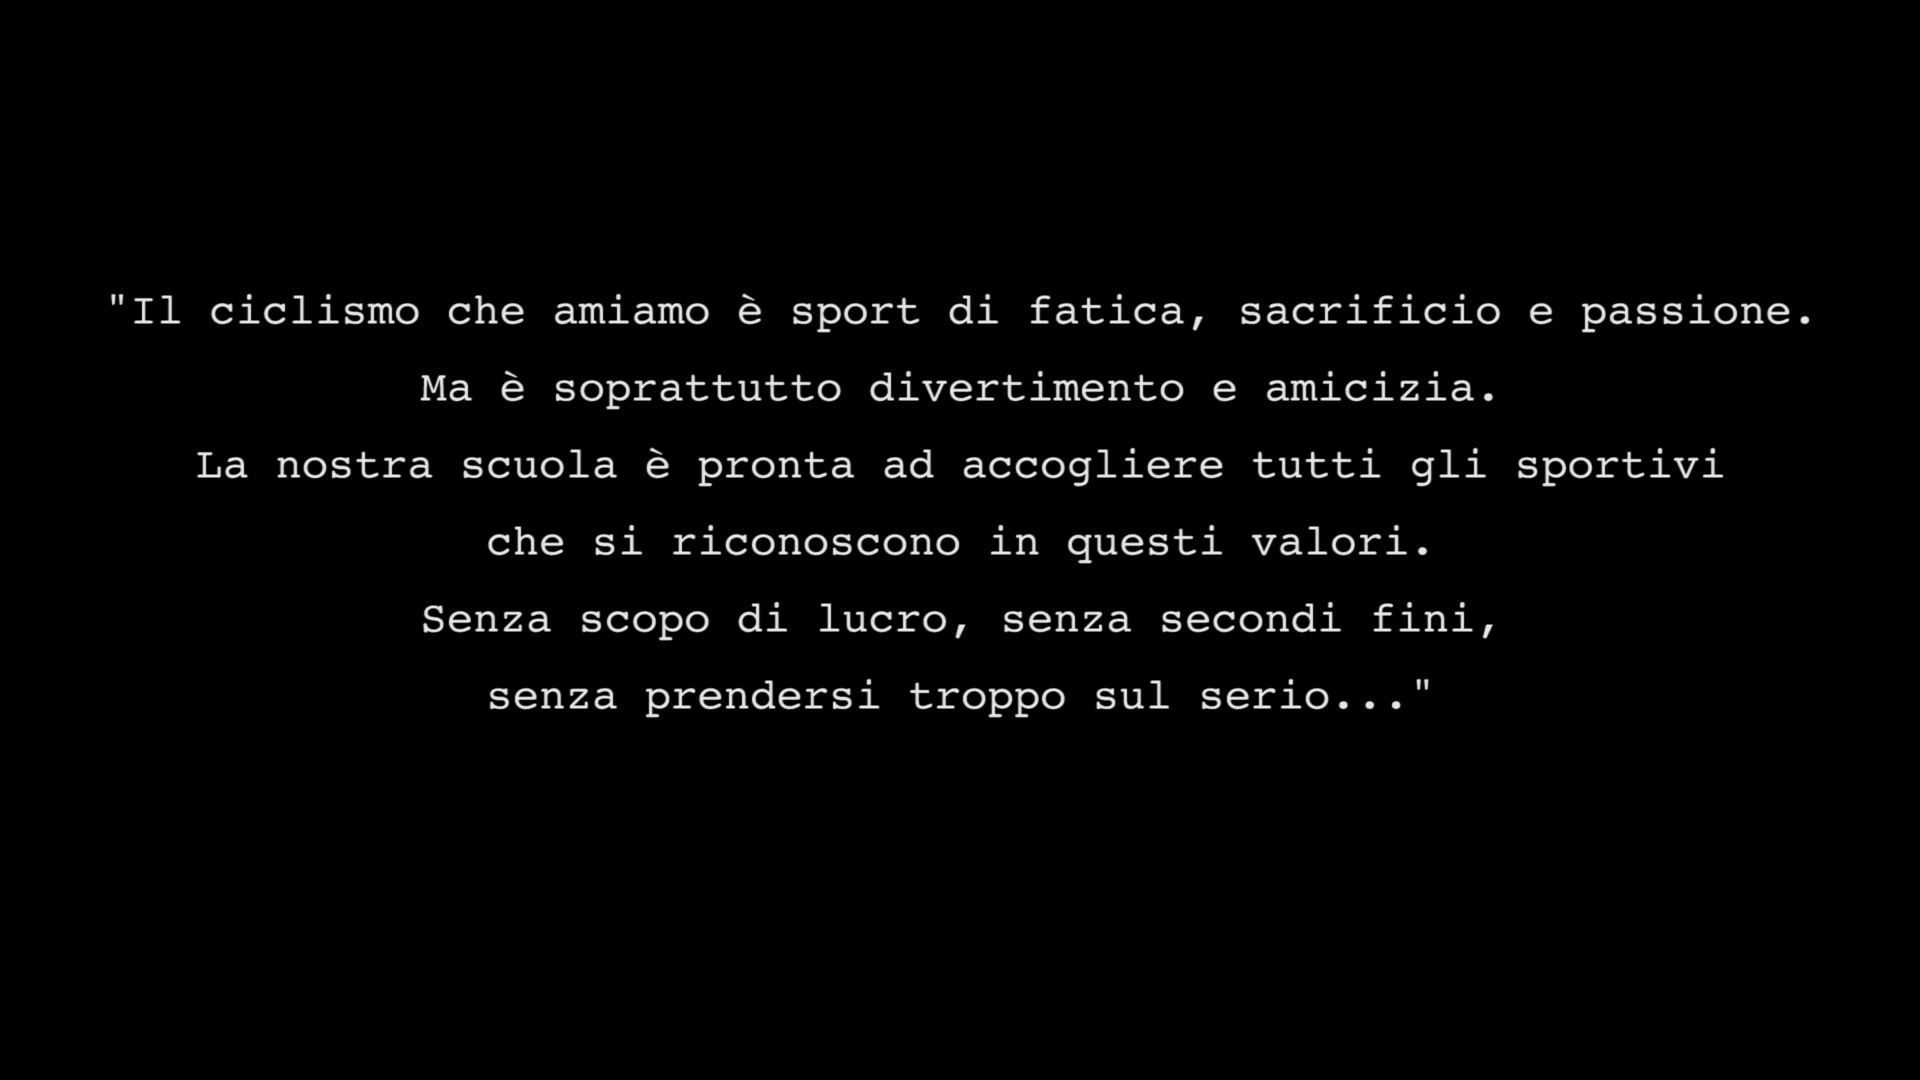 "Il ciclismo che amiamo è sport di fatica, sacrificio e passione.
Ma è soprattutto divertimento e amicizia.
La nostra scuola è pronta ad accogliere tutti gli sportivi
che si riconoscono in questi valori.
Senza scopo di lucro, senza secondi fini,
senza prendersi troppo sul serio..."